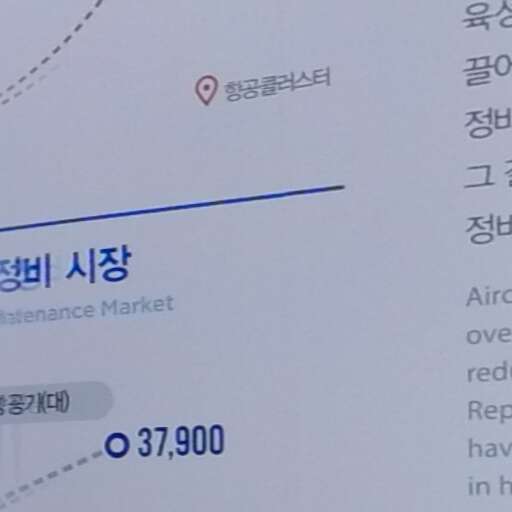 항공클러스터
정비 시장
Maintenance Market
항공기(대)
37,900
육성
끌어
정비
그
정비
Airc
over
redu
Rep
hav
in h